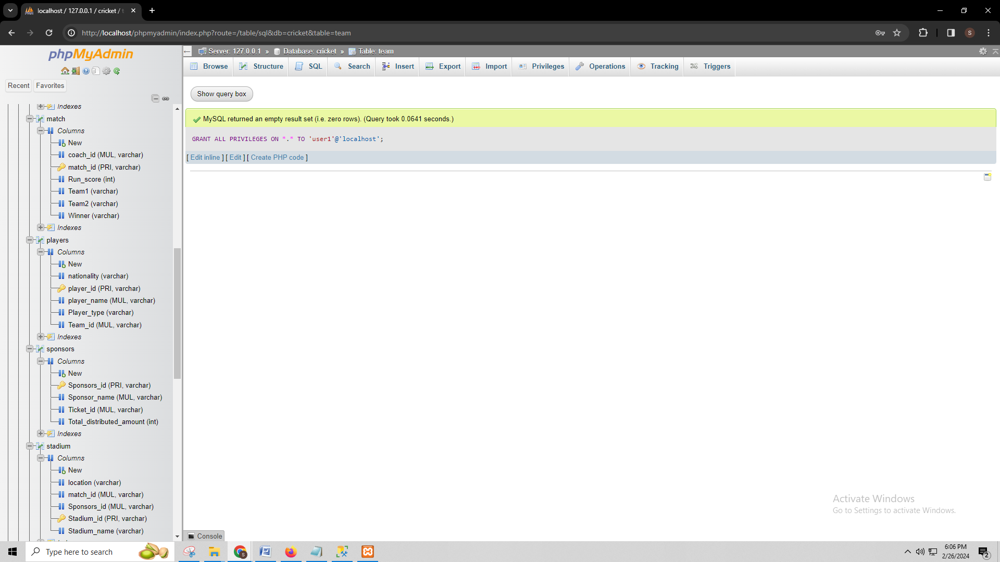 localhost / 127.0.0.1 / cricket / t
http://localhost/phpmyadmin/index.php?route=/table/sql&db=cricket&table=team
S
phpMyAdmin
Recent
Favorites
Indexes
match
Columns
New
coach_id (MUL, varchar)
match_id (PRI, varchar)
Run_score (int)
Team1 (varchar)
Team2 (varchar)
Winner (varchar)
Indexes
players
Columns
New
nationality (varchar)
player_id (PRI, varchar)
player_name (MUL, varchar)
Player_type (varchar)
Team_id (MUL, varchar)
Indexes
sponsors
Columns
New
Sponsors_id (PRI, varchar)
Sponsor_name (MUL, varchar)
Ticket_id (MUL, varchar)
Total_distributed_amount (int)
Indexes
stadium
Columns
New
location (varchar)
match_id (MUL, varchar)
Sponsors_id (MUL, varchar)
Stadium_id (PRI, varchar)
Stadium_name (varchar)
Server: 127.0.0.1 » Database: cricket » Table: team
Browse Structure SQL Search Insert Export Import Privileges Operations Tracking Triggers
Show query box
MySQL returned an empty result set (i.e. zero rows). (Query took 0.0641 seconds.)
GRANT ALL PRIVILEGES ON *.* TO 'user1'@'localhost';
[ Edit inline ] [ Edit ] [ Create PHP code ]
Activate Windows
Go to Settings to activate Windows.
Console
Type here to search
6:06 PM
2/26/2024
2